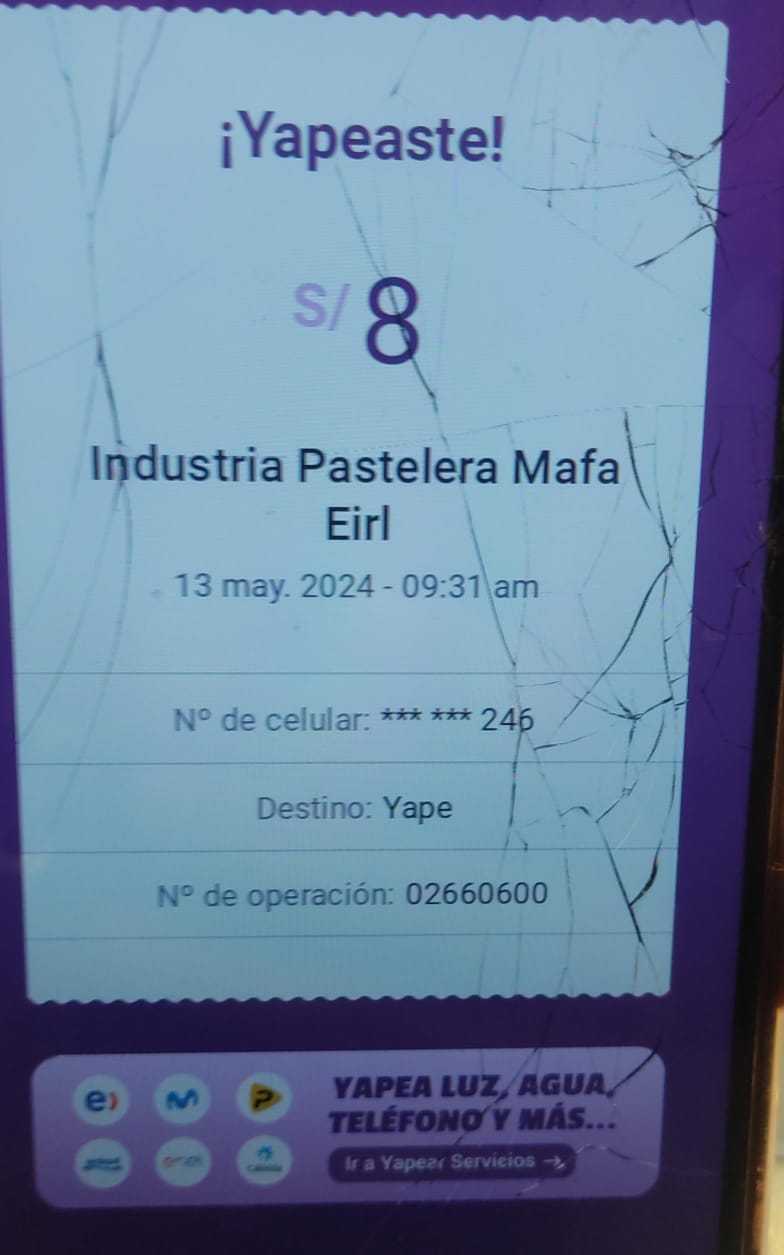 ¡Yapeaste!
S/ 8
Industria Pastelera Mafa
Eirl
13 may. 2024 - 09:31 am
Nº de celular: *** *** 246
Destino: Yape
Nº de operación: 02660600
YAPEA LUZ, AGUA,
TELÉFONO Y MÁS...
Ir a Yapear Servicios →